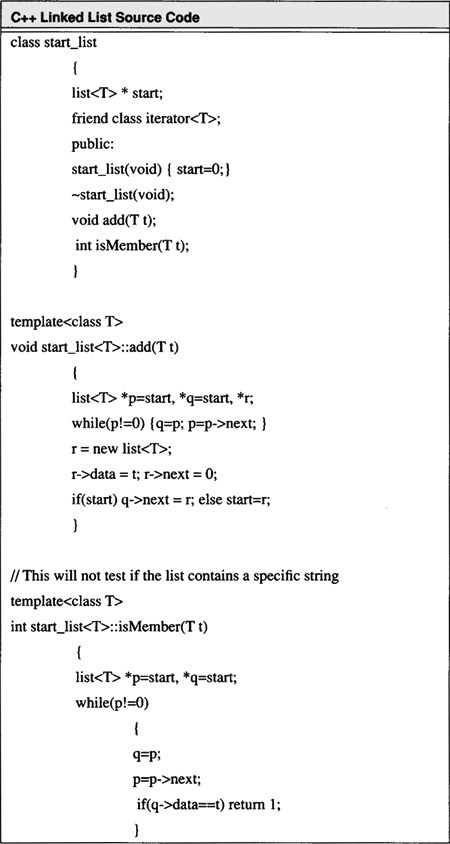 C++ Linked List Source Code
class start_list
{
list<T> * start;
friend class iterator<T>;
public:
start_list(void) { start=0;}
~start_list(void);
void add(T t);
int isMember(T t);
}
template<class T>
void start_list<T>::add(T t)
{
list<T> *p=start, *q=start, *r;
while(p!=0) {q=p; p=p->next; }
r = new list<T>;
r->data = t; r->next = 0;
if(start) q->next = r; else start=r;
}
// This will not test if the list contains a specific string
template<class T>
int start_list<T>::isMember(T t)
{
list<T> *p=start, *q=start;
while(p!=0)
{
q=p;
p=p->next;
if(q->data==t) return 1;
}